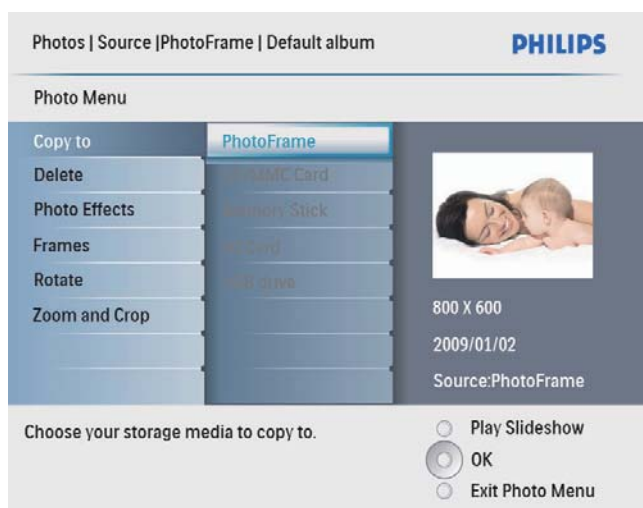 Photos | Source |PhotoFrame | Default album
PHILIPS
Photo Menu
Copy to
Delete
Photo Effects
Frames
Rotate
Zoom and Crop
PhotoFrame
Card
Stick
800 X 600
2009/01/02
Source:PhotoFrame
Choose your storage media to copy to.
Play Slideshow
OK
Exit Photo Menu